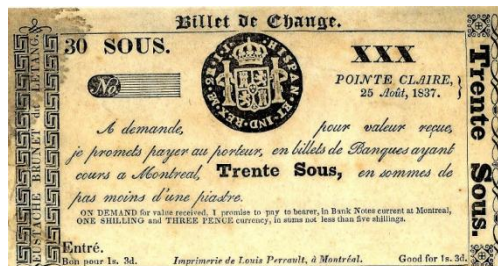 Billet de Change.
30 SOUS.
No.
HISPAN·ET·IND·REX·M·8R·I·I·
XXX
POINTE CLAIRE,
25 Août, 1837.
A demande, pour valeur reçue,
je promets payer au porteur, en billets de Banques ayant
cours a Montreal, Trente Sous, en sommes de
pas moins d'une piastre.
ON DEMAND for value received, I promise to pay to bearer, in Bank Notes current at Montreal,
ONE SHILLING and THREE PENCE currency, in sums not less than five shillings.
Entré.
Bon pour 1s. 3d. Imprimerie de Louis Perrault, à Montréal. Good for 1s. 3d.
EUSTACHE BRUNET dit LETANG.
Trente Sous.